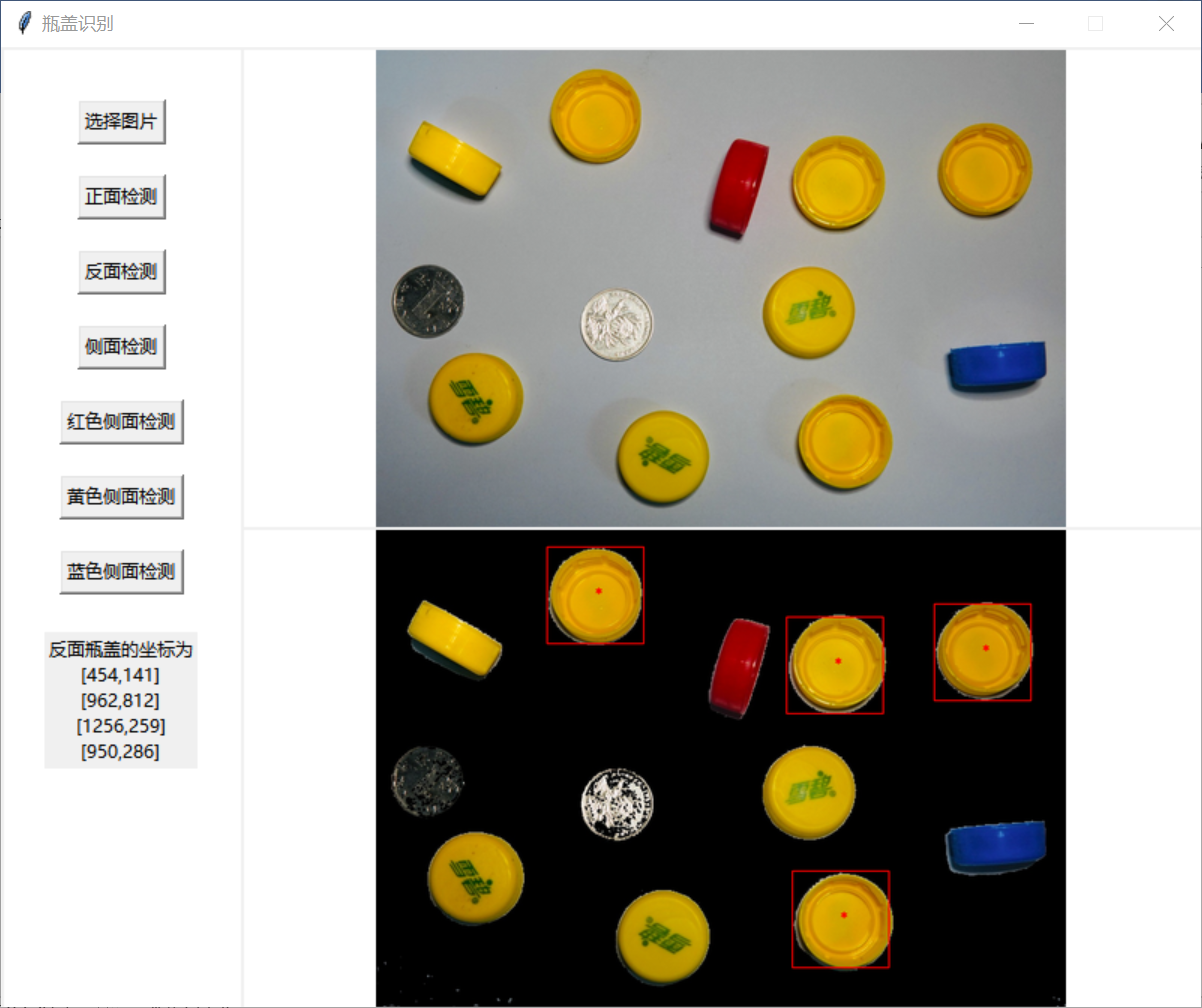 瓶盖识别
选择图片
正面检测
反面检测
侧面检测
红色侧面检测
黄色侧面检测
蓝色侧面检测
反面瓶盖的坐标为
[454,141]
[962,812]
[1256,259]
[950,286]